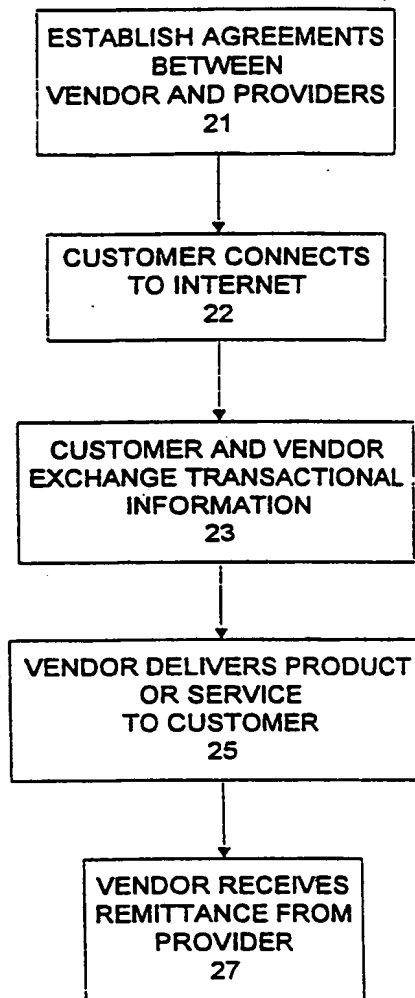 ESTABLISH AGREEMENTS
BETWEEN
VENDOR AND PROVIDERS
21
CUSTOMER CONNECTS
TO INTERNET
22
CUSTOMER AND VENDOR
EXCHANGE TRANSACTIONAL
INFORMATION
23
VENDOR DELIVERS PRODUCT
OR SERVICE
TO CUSTOMER
25
VENDOR RECEIVES
REMITTANCE FROM
PROVIDER
27